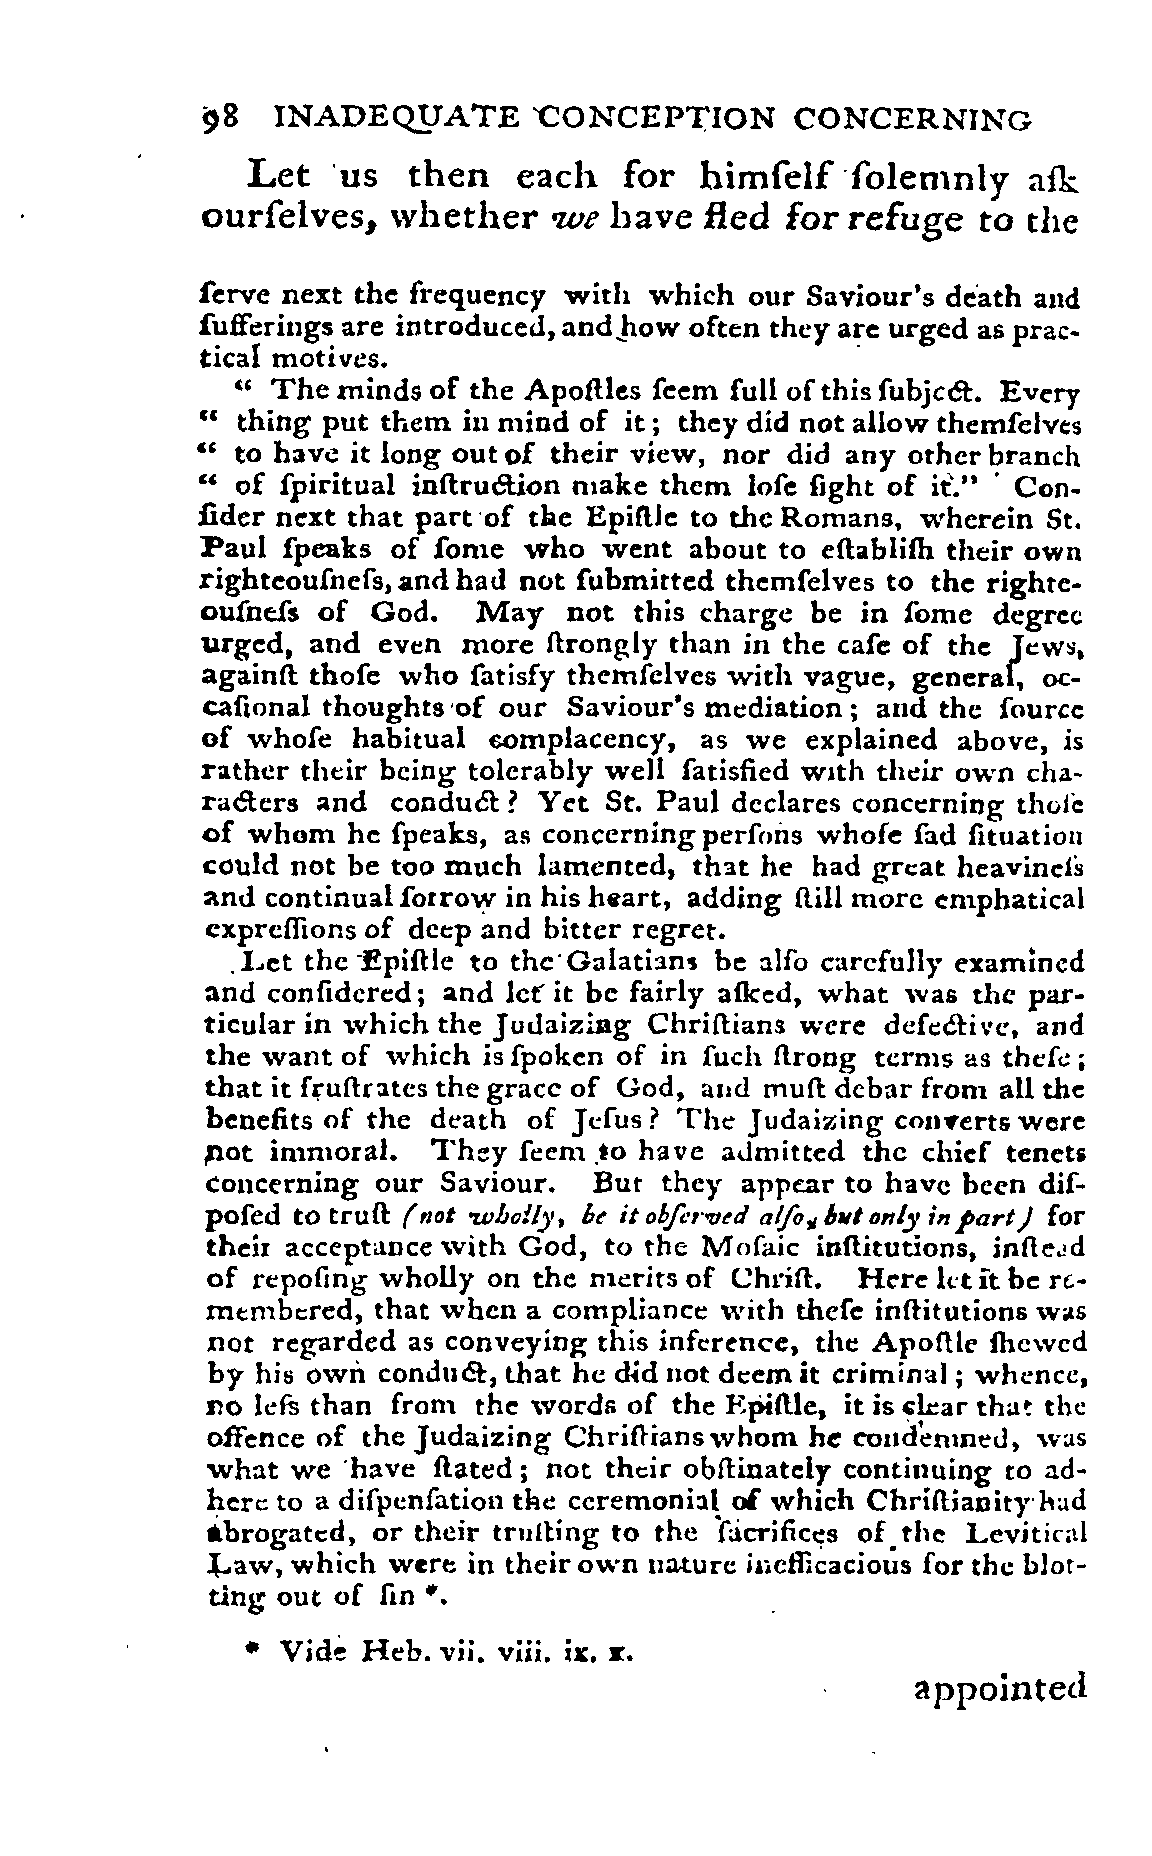 98 INADEQUATE CONCEPTION CONCERNING
Let us then each for himſelf ſolemnly aſk
ourſelves, whether we have fled for refuge to the
ſerve next the frequency with which our Saviour's death and
ſufferings are introduced, and how often they are urged as prac-
tical motives.
“ The minds of the Apoſtles ſeem full of this ſubject. Every
“ thing put them in mind of it; they did not allow themſelves
“ to have it long out of their view, nor did any other branch
“ of ſpiritual inſtruction make them loſe ſight of it.” Con-
ſider next that part of the Epiſtle to the Romans, wherein St.
Paul ſpeaks of ſome who went about to eſtabliſh their own
righteouſneſs, and had not ſubmitted themſelves to the righte-
ouſneſs of God. May not this charge be in ſome degree
urged, and even more ſtrongly than in the caſe of the Jews,
againſt thoſe who ſatisfy themſelves with vague, general, oc-
caſional thoughts of our Saviour's mediation; and the ſource
of whoſe habitual complacency, as we explained above, is
rather their being tolerably well ſatisfied with their own cha-
racters and conduct? Yet St. Paul declares concerning thoſe
of whom he ſpeaks, as concerning perſons whoſe ſad ſituation
could not be too much lamented, that he had great heavineſs
and continual ſorrow in his heart, adding ſtill more emphatical
expreſſions of deep and bitter regret.
Let the Epiſtle to the Galatians be alſo carefully examined
and conſidered; and let it be fairly aſked, what was the par-
ticular in which the Judaizing Chriſtians were defective, and
the want of which is ſpoken of in ſuch ſtrong terms as theſe;
that it fruſtrates the grace of God, and muſt debar from all the
benefits of the death of Jeſus? The Judaizing converts were
not immoral. They ſeem to have admitted the chief tenets
concerning our Saviour. But they appear to have been diſ-
poſed to truſt (not wholly, be it obſerved alſo, but only in part) for
their acceptance with God, to the Moſaic inſtitutions, inſtead
of repoſing wholly on the merits of Chriſt. Here let it be re-
membered, that when a compliance with theſe inſtitutions was
not regarded as conveying this inference, the Apoſtle ſhewed
by his own conduct, that he did not deem it criminal; whence,
no leſs than from the words of the Epiſtle, it is clear that the
offence of the Judaizing Chriſtians whom he condemned, was
what we have ſtated; not their obſtinately continuing to ad-
here to a diſpenſation the ceremonial of which Chriſtianity had
abrogated, or their truſting to the ſacrifices of the Levitical
Law, which were in their own nature inefficacious for the blot-
ting out of ſin *.
* Vide Heb. vii. viii. ix. x.
appointed